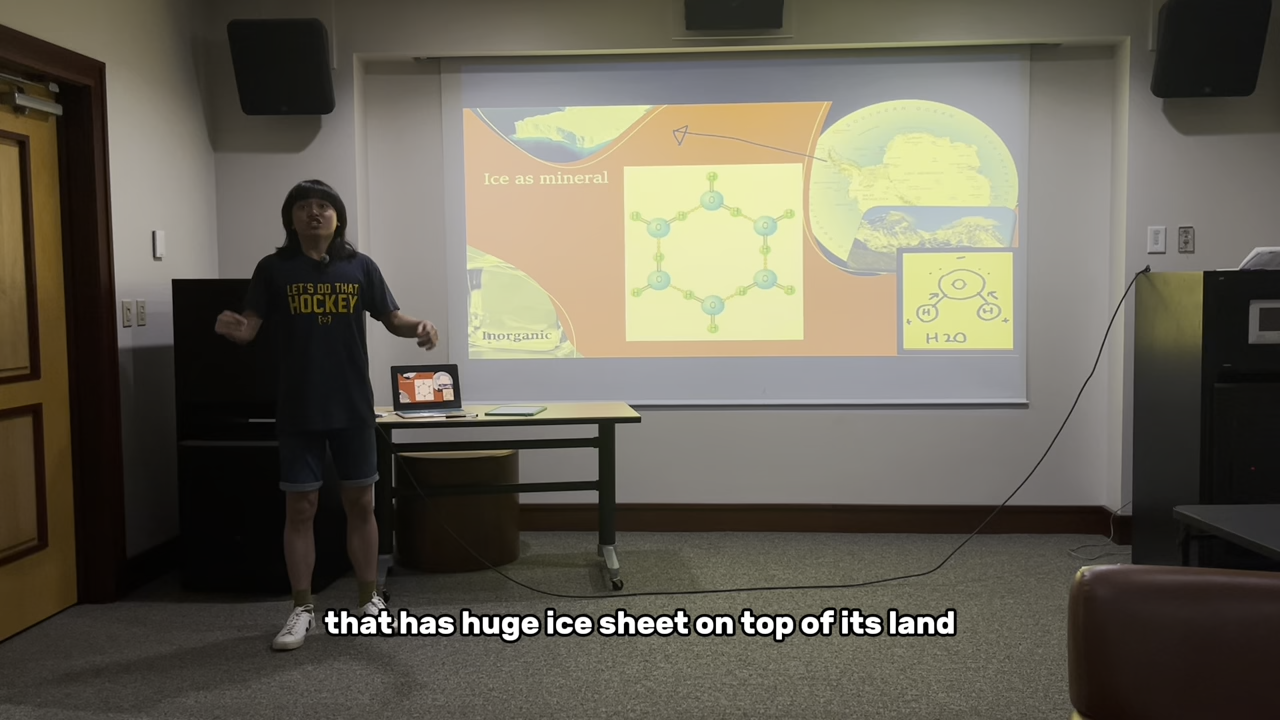 Ice as mineral
Inorganic
O
H
H
+
+
H2O
LET'S DO THAT
HOCKEY
that has huge ice sheet on top of its land